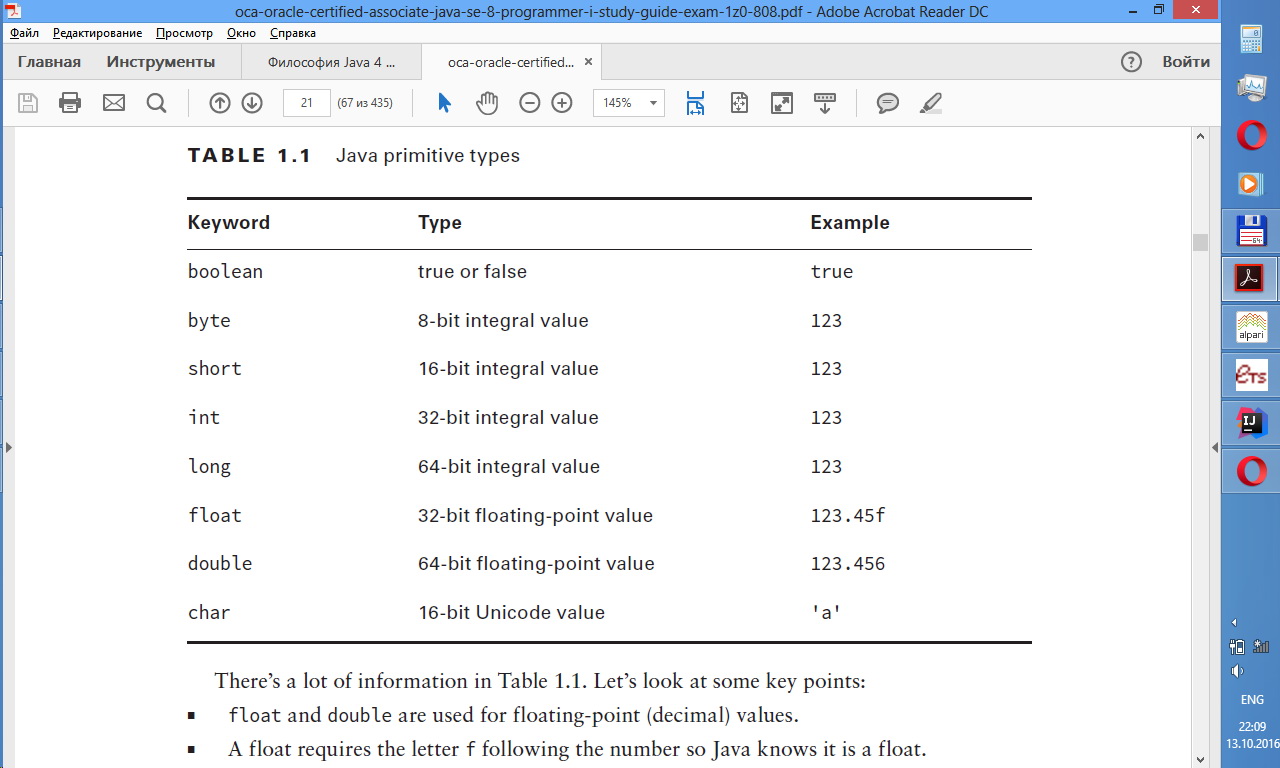 oca-oracle-certified-associate-java-se-8-programmer-i-study-guide-exam-1z0-808.pdf - Adobe Acrobat Reader DC
Файл Редактирование Просмотр Окно Справка
Главная Инструменты Философия Java 4 ... oca-oracle-certified... × ? Войти
21 (67 из 435) 145%
TABLE 1.1 Java primitive types
Keyword Type Example
boolean true or false true
byte 8-bit integral value 123
short 16-bit integral value 123
int 32-bit integral value 123
long 64-bit integral value 123
float 32-bit floating-point value 123.45f
double 64-bit floating-point value 123.456
char 16-bit Unicode value 'a'
There’s a lot of information in Table 1.1. Let’s look at some key points:
▪ float and double are used for floating-point (decimal) values.
▪ A float requires the letter f following the number so Java knows it is a float.
64
alpari
ETS
IJ
ENG
22:09
13.10.2016